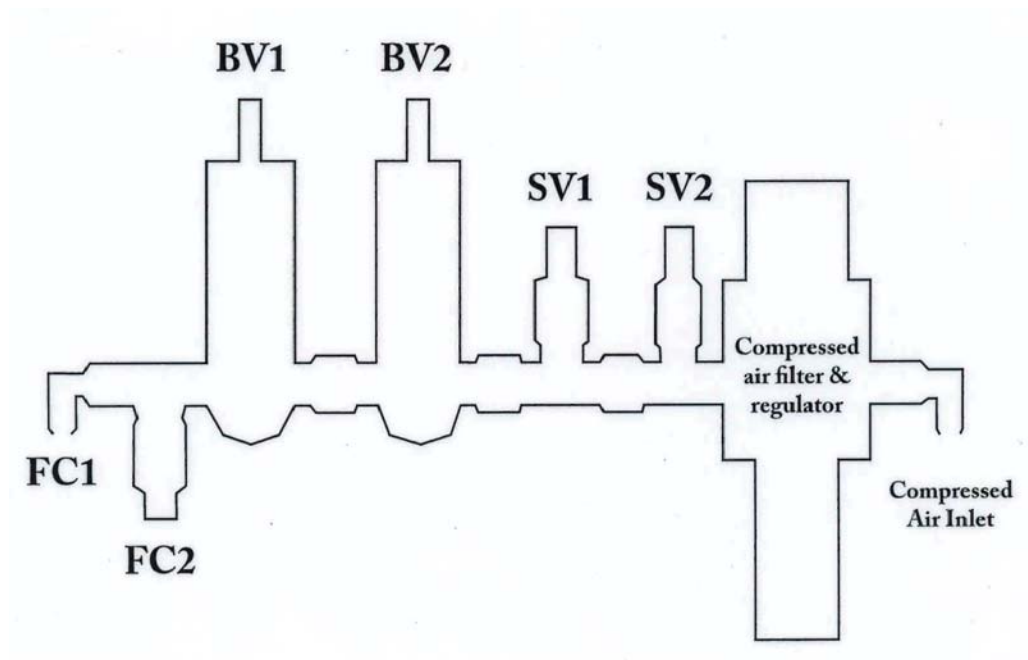 BV1
BV2
SV1
SV2
Compressed
air filter &
regulator
FC1
Compressed
Air Inlet
FC2